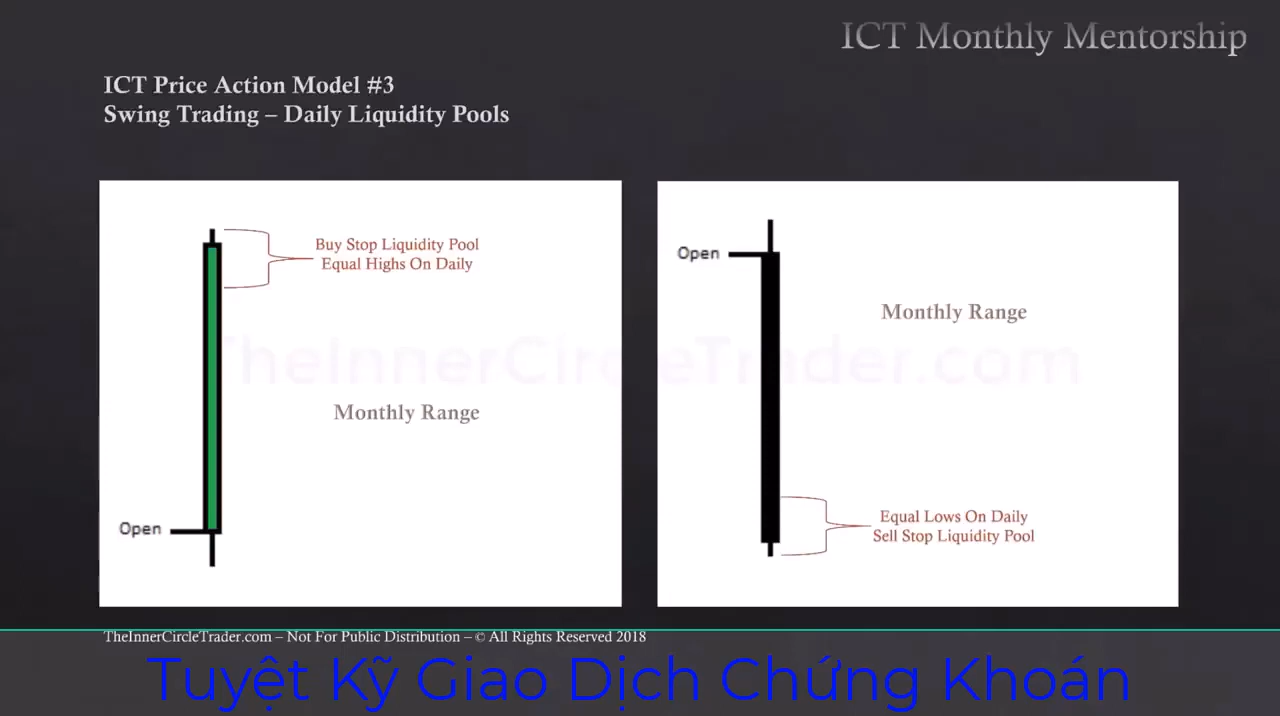 ICT Monthly Mentorship
ICT Price Action Model #3
Swing Trading – Daily Liquidity Pools
Buy Stop Liquidity Pool
Equal Highs On Daily
Monthly Range
Open
Open
Monthly Range
Equal Lows On Daily
Sell Stop Liquidity Pool
TheInnerCircleTrader.com
TheInnerCircleTrader.com – Not For Public Distribution – © All Rights Reserved 2018
Tuyệt Kỹ Giao Dịch Chứng Khoán